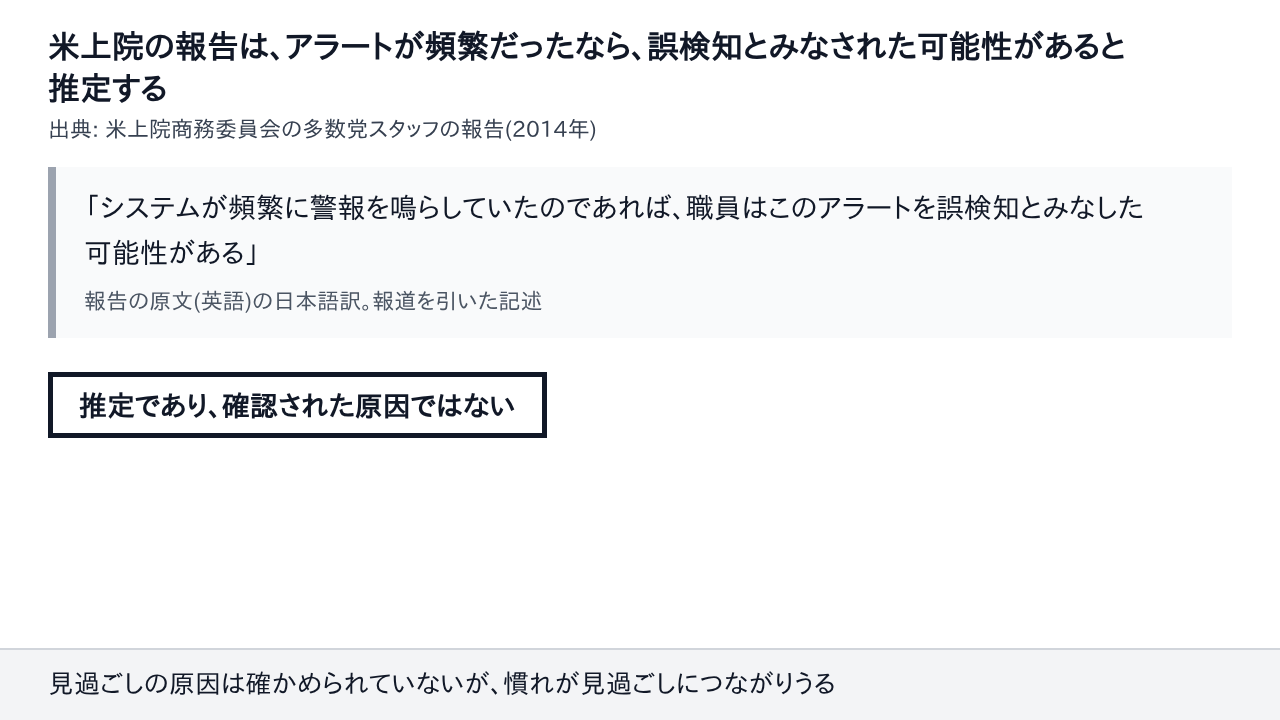 米上院の報告は、アラートが頻繁だったなら、誤検知とみなされた可能性があると
推定する
出典: 米上院商務委員会の多数党スタッフの報告(2014年)
「システムが頻繁に警報を鳴らしていたのであれば、職員はこのアラートを誤検知とみなした
可能性がある」
報告の原文(英語)の日本語訳。報道を引いた記述
推定であり、確認された原因ではない
見過ごしの原因は確かめられていないが、慣れが見過ごしにつながりうる